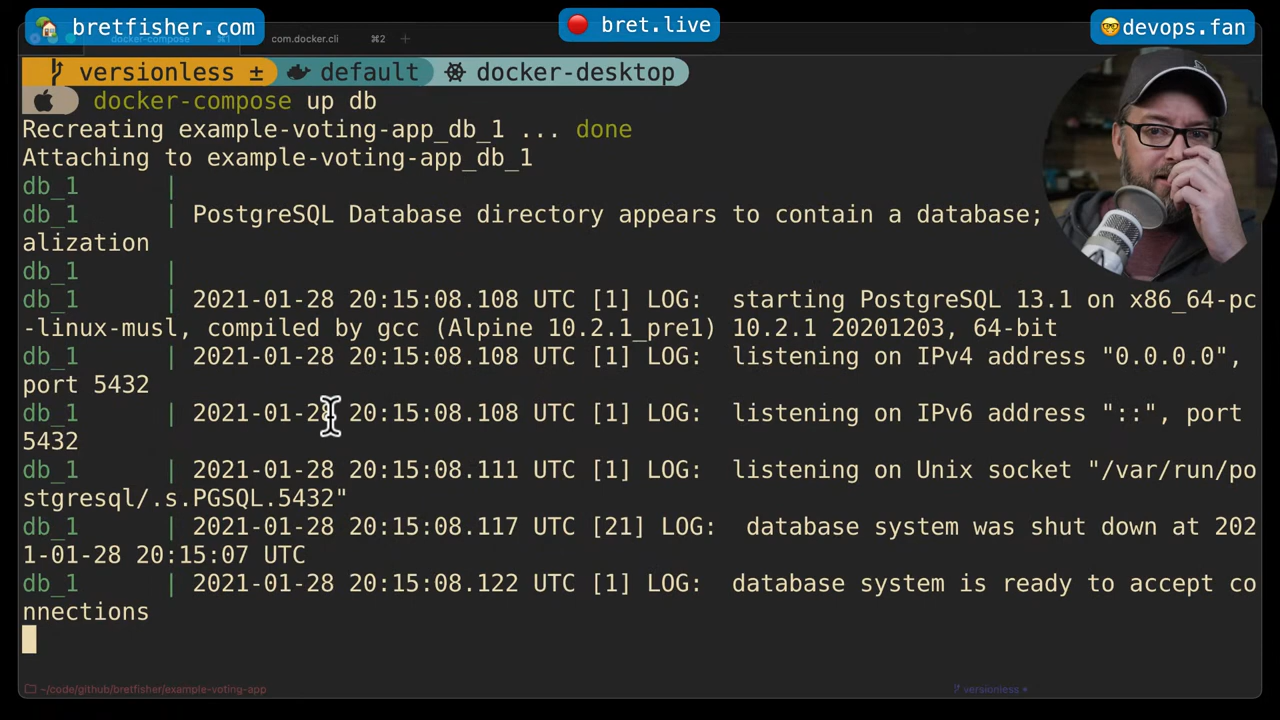 bretfisher.com
bret.live
devops.fan
docker-compose ⌘1
com.docker.cli ⌘2 +
versionless ± default docker-desktop
docker-compose up db
Recreating example-voting-app_db_1 ... done
Attaching to example-voting-app_db_1
db_1 |
db_1 | PostgreSQL Database directory appears to contain a database;
alization
db_1 |
db_1 | 2021-01-28 20:15:08.108 UTC [1] LOG: starting PostgreSQL 13.1 on x86_64-pc
-linux-musl, compiled by gcc (Alpine 10.2.1_pre1) 10.2.1 20201203, 64-bit
db_1 | 2021-01-28 20:15:08.108 UTC [1] LOG: listening on IPv4 address "0.0.0.0",
port 5432
db_1 | 2021-01-28 20:15:08.108 UTC [1] LOG: listening on IPv6 address "::", port
5432
db_1 | 2021-01-28 20:15:08.111 UTC [1] LOG: listening on Unix socket "/var/run/po
stgresql/.s.PGSQL.5432"
db_1 | 2021-01-28 20:15:08.117 UTC [21] LOG: database system was shut down at 202
1-01-28 20:15:07 UTC
db_1 | 2021-01-28 20:15:08.122 UTC [1] LOG: database system is ready to accept co
nnections
~/code/github/bretfisher/example-voting-app
versionless •